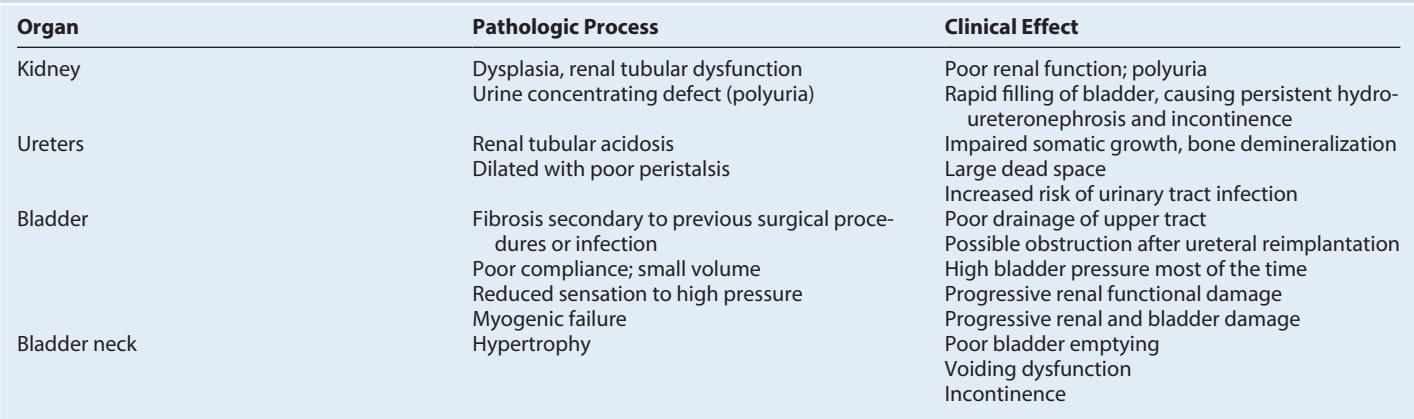 Organ Pathologic Process Clinical Effect
Kidney Dysplasia, renal tubular dysfunction Poor renal function; polyuria
Urine concentrating defect (polyuria) Rapid filling of bladder, causing persistent hydro-
ureteronephrosis and incontinence
Ureters Renal tubular acidosis Impaired somatic growth, bone demineralization
Dilated with poor peristalsis Large dead space
Increased risk of urinary tract infection
Bladder Fibrosis secondary to previous surgical proce- Poor drainage of upper tract
dures or infection Possible obstruction after ureteral reimplantation
Poor compliance; small volume High bladder pressure most of the time
Reduced sensation to high pressure Progressive renal functional damage
Myogenic failure Progressive renal and bladder damage
Bladder neck Hypertrophy Poor bladder emptying
Voiding dysfunction
Incontinence